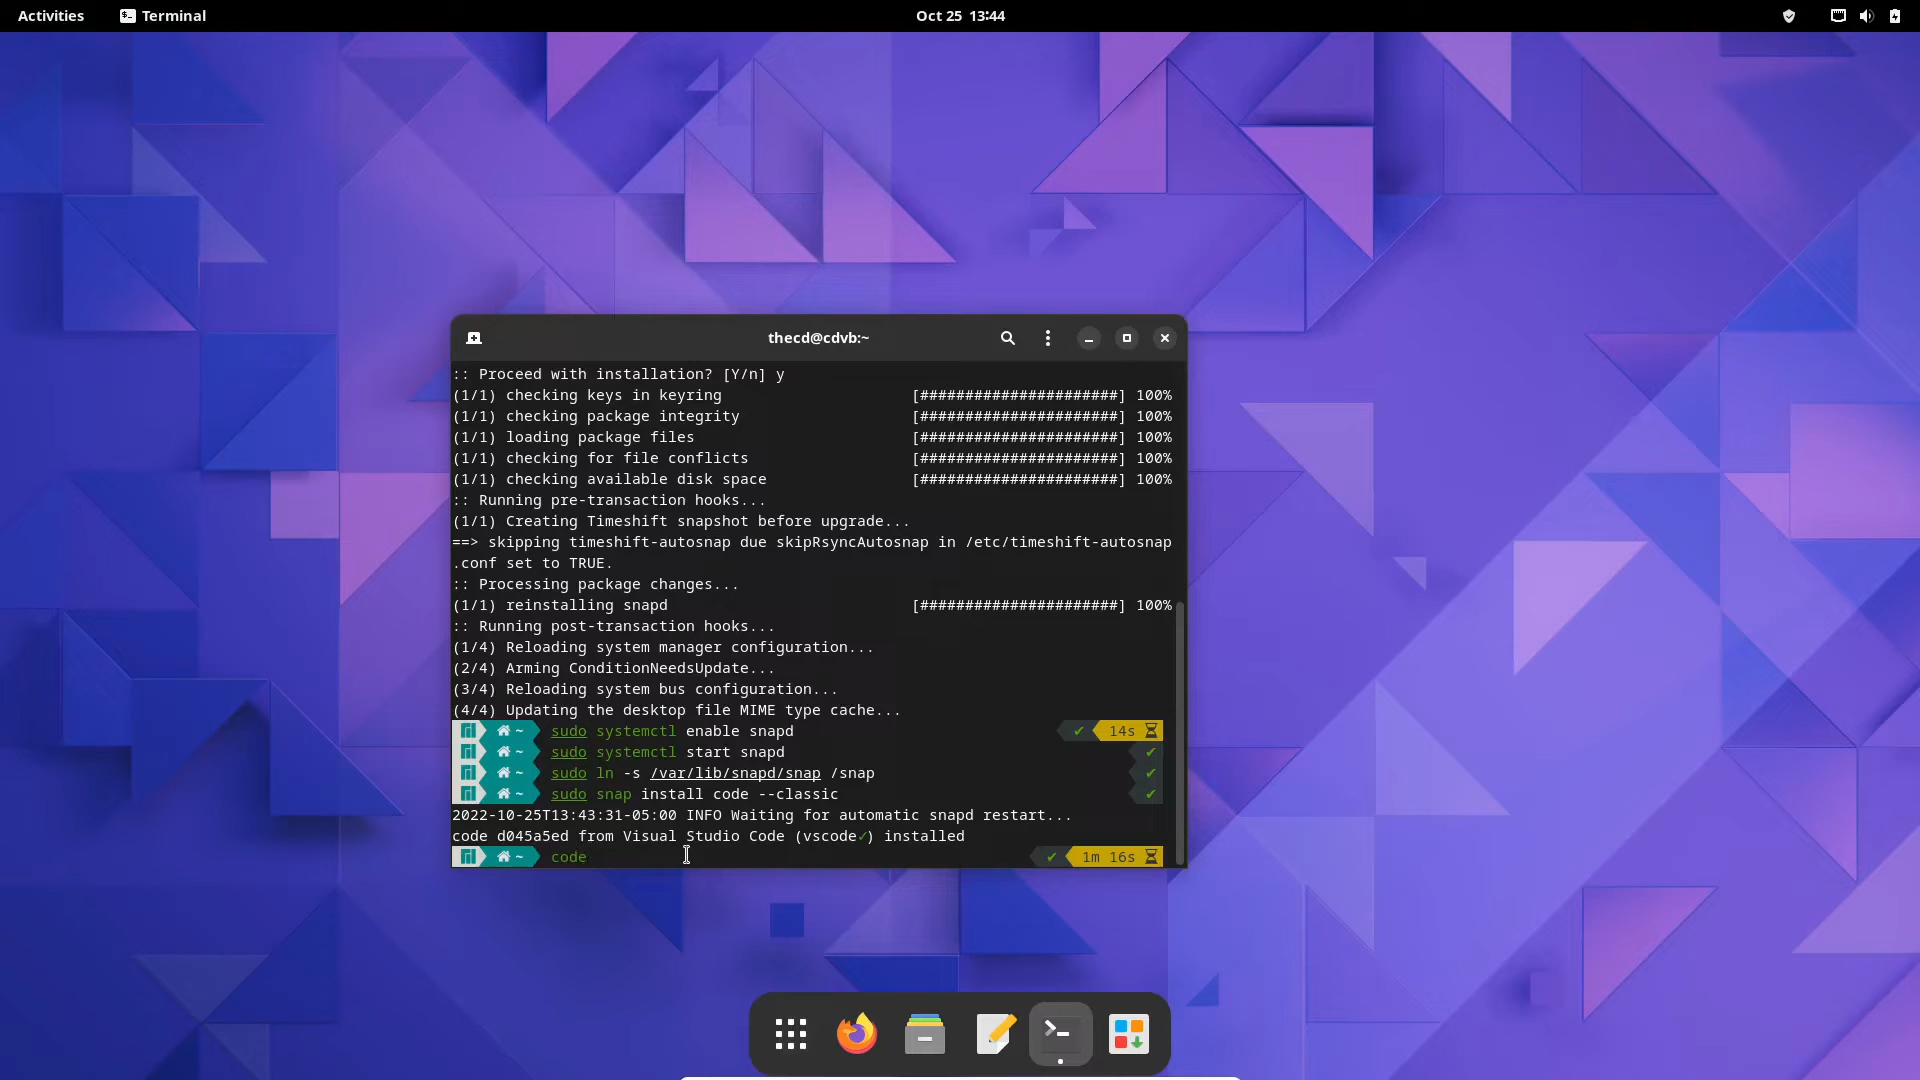 Activities Terminal Oct 25 13:44
thecd@cdvb:~
:: Proceed with installation? [Y/n] y
(1/1) checking keys in keyring [######################] 100%
(1/1) checking package integrity [######################] 100%
(1/1) loading package files [######################] 100%
(1/1) checking for file conflicts [######################] 100%
(1/1) checking available disk space [######################] 100%
:: Running pre-transaction hooks...
(1/1) Creating Timeshift snapshot before upgrade...
==> skipping timeshift-autosnap due skipRsyncAutosnap in /etc/timeshift-autosnap
.conf set to TRUE.
:: Processing package changes...
(1/1) reinstalling snapd [######################] 100%
:: Running post-transaction hooks...
(1/4) Reloading system manager configuration...
(2/4) Arming ConditionNeedsUpdate...
(3/4) Reloading system bus configuration...
(4/4) Updating the desktop file MIME type cache...
~ sudo systemctl enable snapd ✔ 14s
~ sudo systemctl start snapd ✔
~ sudo ln -s /var/lib/snapd/snap /snap ✔
~ sudo snap install code --classic ✔
2022-10-25T13:43:31-05:00 INFO Waiting for automatic snapd restart...
code d045a5ed from Visual Studio Code (vscode✓) installed
~ code ✔ 1m 16s